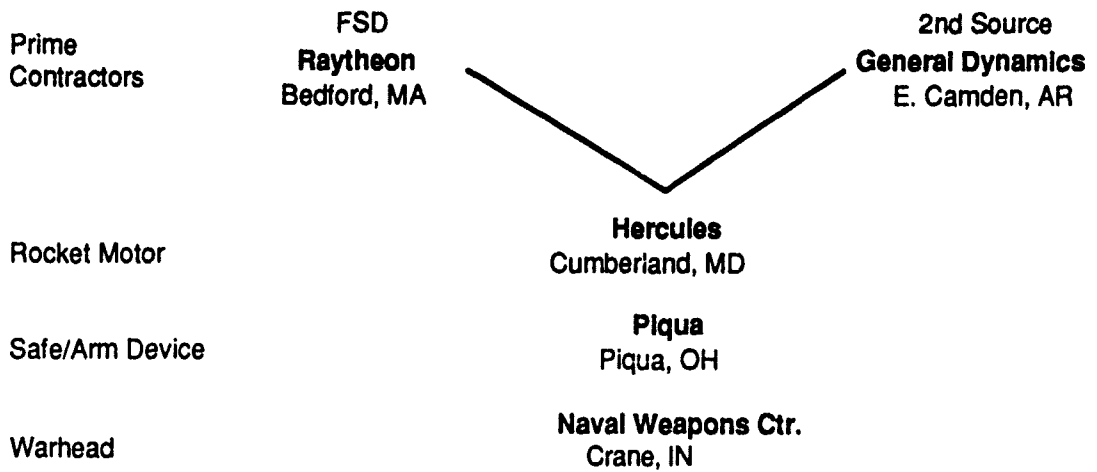 Prime
Contractors
FSD
Raytheon
Bedford, MA
2nd Source
General Dynamics
E. Camden, AR
Rocket Motor
Hercules
Cumberland, MD
Safe/Arm Device
Piqua
Piqua, OH
Warhead
Naval Weapons Ctr.
Crane, IN